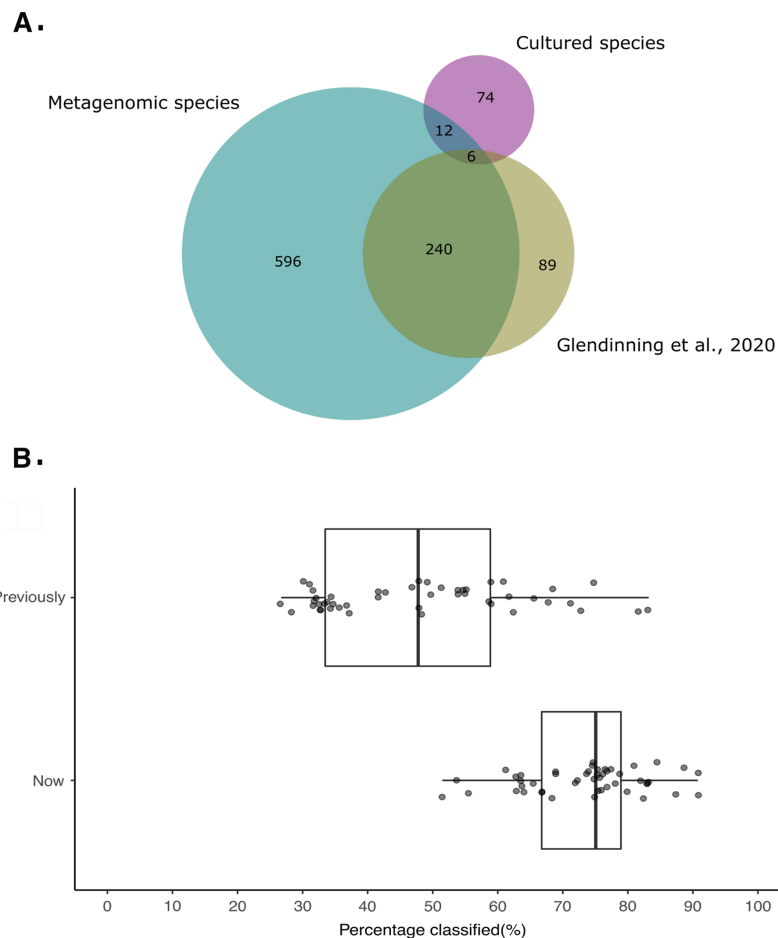 A.
Cultured species
Metagenomic species
74
12
6
240
596
89
Glendinning et al., 2020
B.
Previously
Now
0 10 20 30 40 50 60 70 80 90 100
Percentage classified(%)